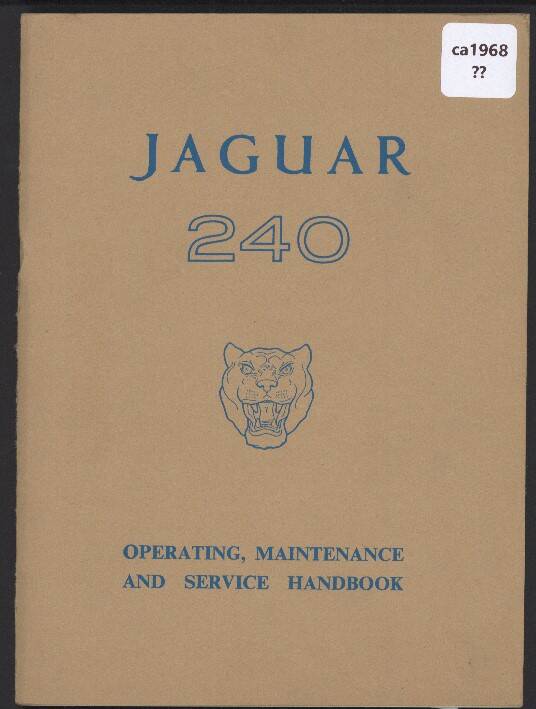 ca1968
??
JAGUAR
240
OPERATING, MAINTENANCE
AND SERVICE HANDBOOK